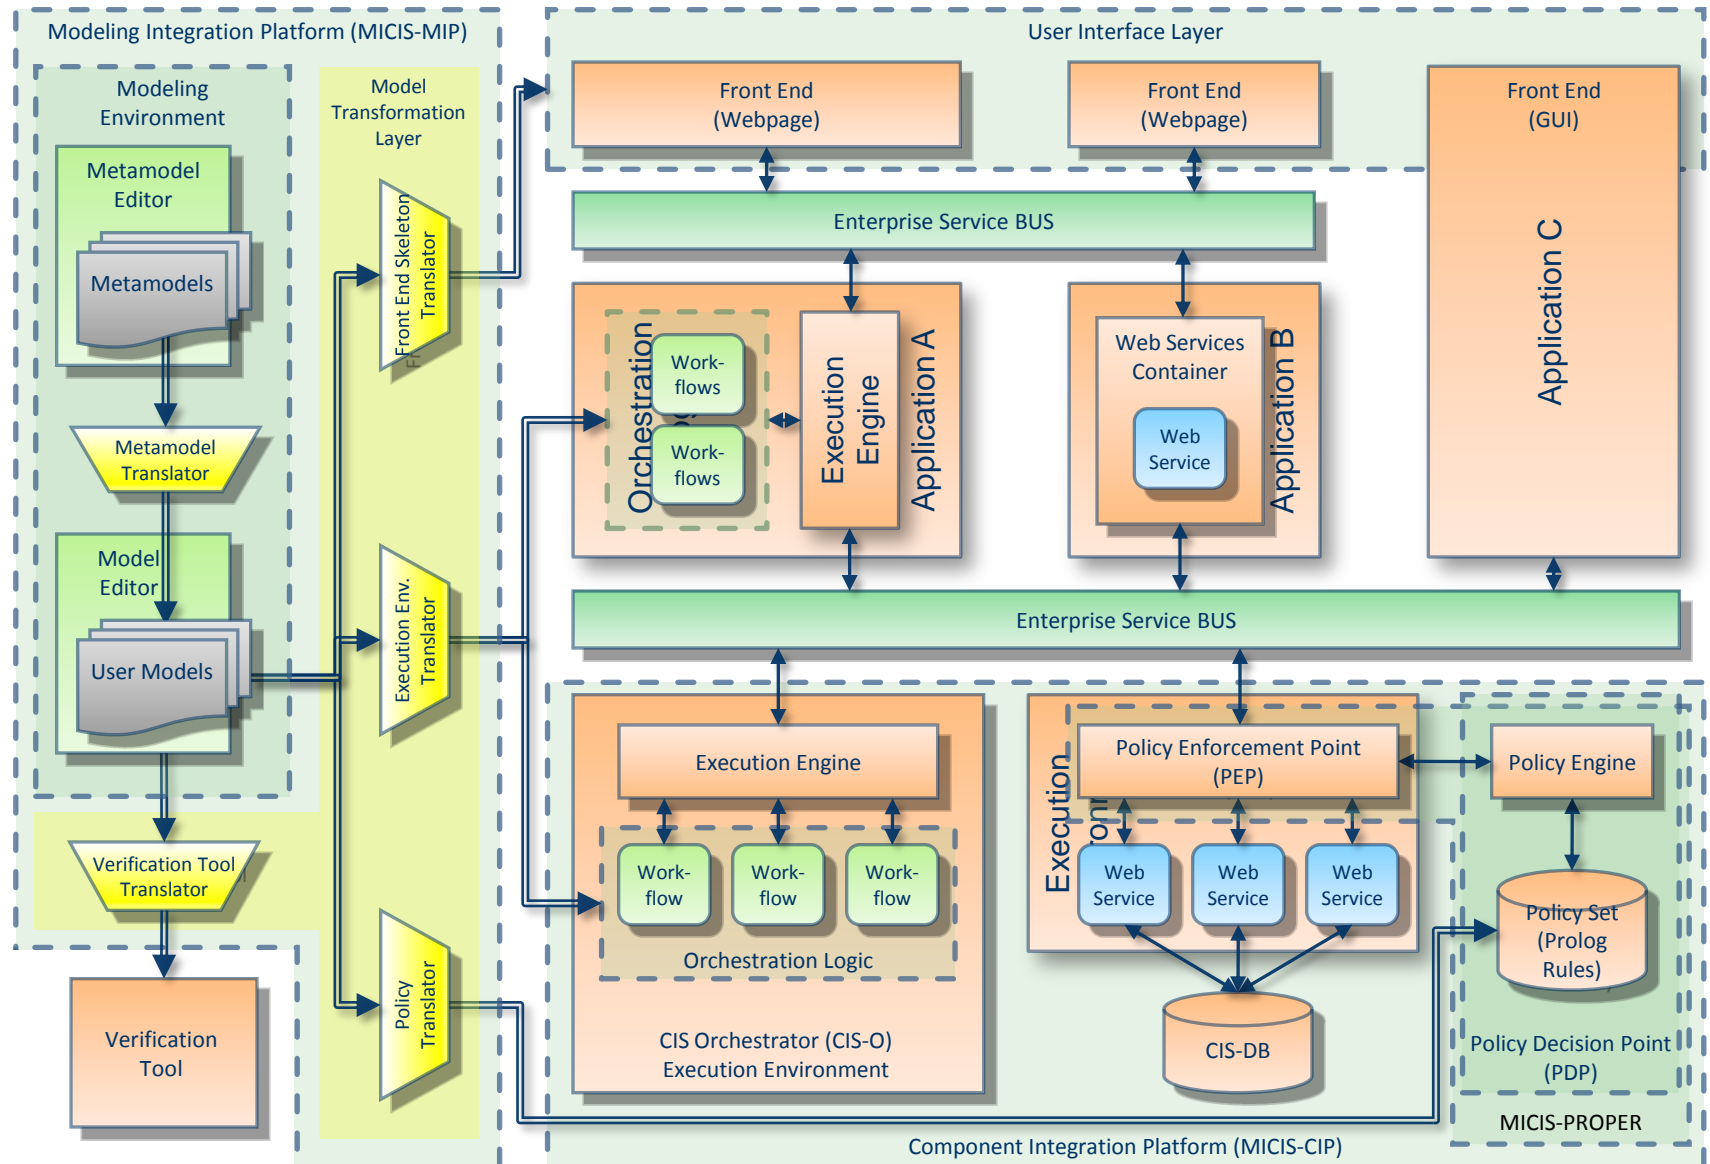 Modeling Integration Platform (MICIS-MIP)
Modeling
Environment
Metamodel
Editor
Metamodels
Metamodel
Translator
Model
Editor
User Models
Verification Tool
Translator
Verification
Tool
Model
Transformation
Layer
Front End Skeleton
Translator
Execution Env.
Translator
Policy
Translator
User Interface Layer
Front End
(Webpage)
Front End
(Webpage)
Front End
(GUI)
Application C
Enterprise Service BUS
Orchestration
Work-
flows
Work-
flows
Execution
Engine
Application A
Web Services
Container
Web
Service
Application B
Enterprise Service BUS
Execution Engine
Work-
flow
Work-
flow
Work-
flow
Orchestration Logic
CIS Orchestrator (CIS-O)
Execution Environment
Execution
Policy Enforcement Point
(PEP)
Web
Service
Web
Service
Web
Service
CIS-DB
Policy Engine
Policy Set
(Prolog
Rules)
Policy Decision Point
(PDP)
MICIS-PROPER
Component Integration Platform (MICIS-CIP)